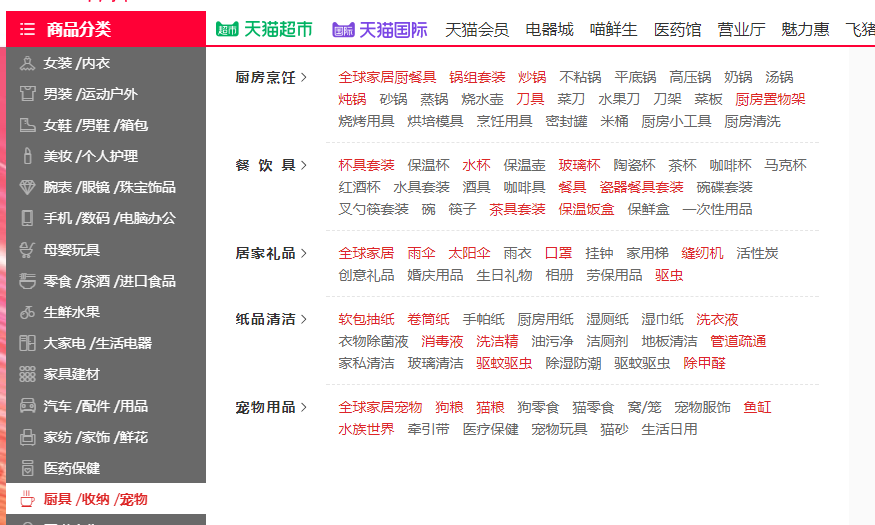 商品分类
天猫超市 天猫国际 天猫会员 电器城 喵鲜生 医药馆 营业厅 魅力惠 飞猪
女装 /内衣
男装 /运动户外
女鞋 /男鞋 /箱包
美妆 /个人护理
腕表 /眼镜 /珠宝饰品
手机 /数码 /电脑办公
母婴玩具
零食 /茶酒 /进口食品
生鲜水果
大家电 /生活电器
家具建材
汽车 /配件 /用品
家纺 /家饰 /鲜花
医药保健
厨具 /收纳 /宠物
厨房烹饪 >
全球家居厨餐具 锅组套装 炒锅 不粘锅 平底锅 高压锅 奶锅 汤锅
炖锅 砂锅 蒸锅 烧水壶 刀具 菜刀 水果刀 刀架 菜板 厨房置物架
烧烤用具 烘培模具 烹饪用具 密封罐 米桶 厨房小工具 厨房清洗
餐 饮 具 >
杯具套装 保温杯 水杯 保温壶 玻璃杯 陶瓷杯 茶杯 咖啡杯 马克杯
红酒杯 水具套装 酒具 咖啡具 餐具 瓷器餐具套装 碗碟套装
叉勺筷套装 碗 筷子 茶具套装 保温饭盒 保鲜盒 一次性用品
居家礼品 >
全球家居 雨伞 太阳伞 雨衣 口罩 挂钟 家用梯 缝纫机 活性炭
创意礼品 婚庆用品 生日礼物 相册 劳保用品 驱虫
纸品清洁 >
软包抽纸 卷筒纸 手帕纸 厨房用纸 湿厕纸 湿巾纸 洗衣液
衣物除菌液 消毒液 洗洁精 油污净 洁厕剂 地板清洁 管道疏通
家私清洁 玻璃清洁 驱蚊驱虫 除湿防潮 驱蚊驱虫 除甲醛
宠物用品 >
全球家居宠物 狗粮 猫粮 狗零食 猫零食 窝/笼 宠物服饰 鱼缸
水族世界 牵引带 医疗保健 宠物玩具 猫砂 生活日用